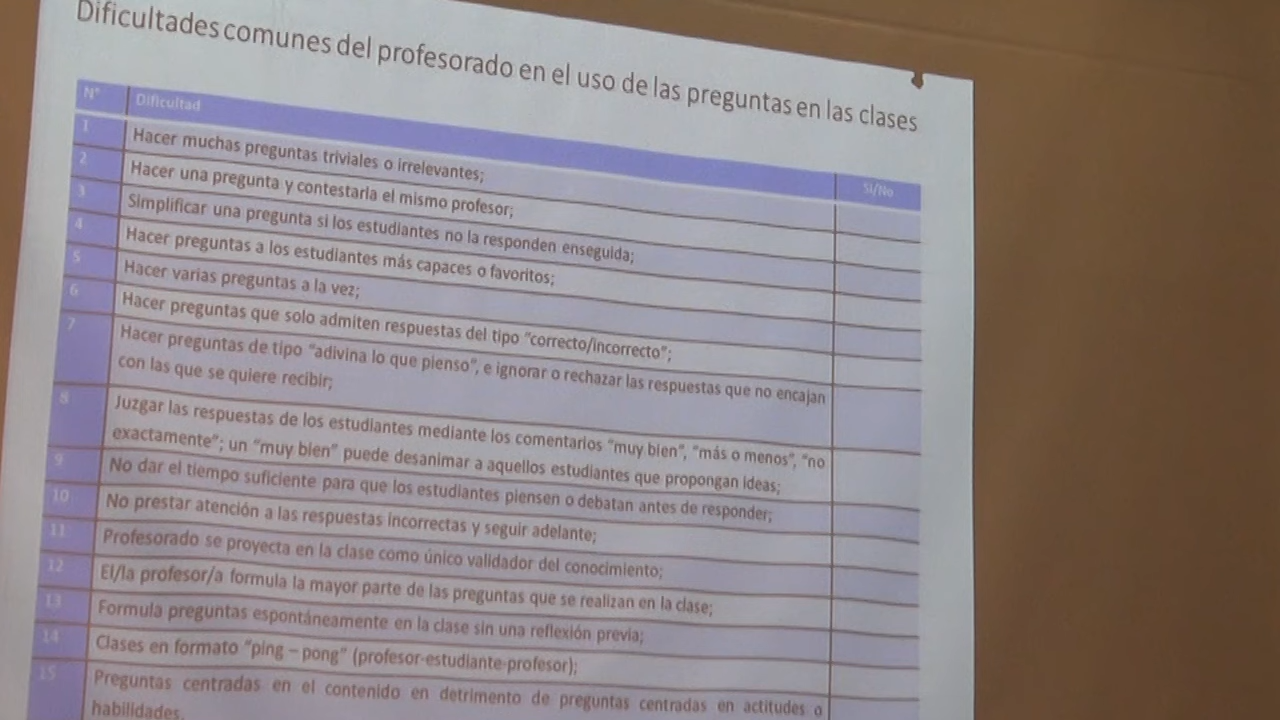 Dificultades comunes del profesorado en el uso de las preguntas en las clases
N° Dificultad Si/No
1 Hacer muchas preguntas triviales o irrelevantes;
2 Hacer una pregunta y contestarla el mismo profesor;
3 Simplificar una pregunta si los estudiantes no la responden enseguida;
4 Hacer preguntas a los estudiantes más capaces o favoritos;
5 Hacer varias preguntas a la vez;
6 Hacer preguntas que solo admiten respuestas del tipo "correcto/incorrecto";
7 Hacer preguntas de tipo "adivina lo que pienso", e ignorar o rechazar las respuestas que no encajan
con las que se quiere recibir;
8 Juzgar las respuestas de los estudiantes mediante los comentarios "muy bien", "más o menos", "no
exactamente"; un "muy bien" puede desanimar a aquellos estudiantes que propongan ideas;
9 No dar el tiempo suficiente para que los estudiantes piensen o debatan antes de responder;
10 No prestar atención a las respuestas incorrectas y seguir adelante;
11 Profesorado se proyecta en la clase como único validador del conocimiento;
12 El/la profesor/a formula la mayor parte de las preguntas que se realizan en la clase;
13 Formula preguntas espontáneamente en la clase sin una reflexión previa;
14 Clases en formato "ping – pong" (profesor-estudiante-profesor);
15 Preguntas centradas en el contenido en detrimento de preguntas centradas en actitudes o
habilidades.